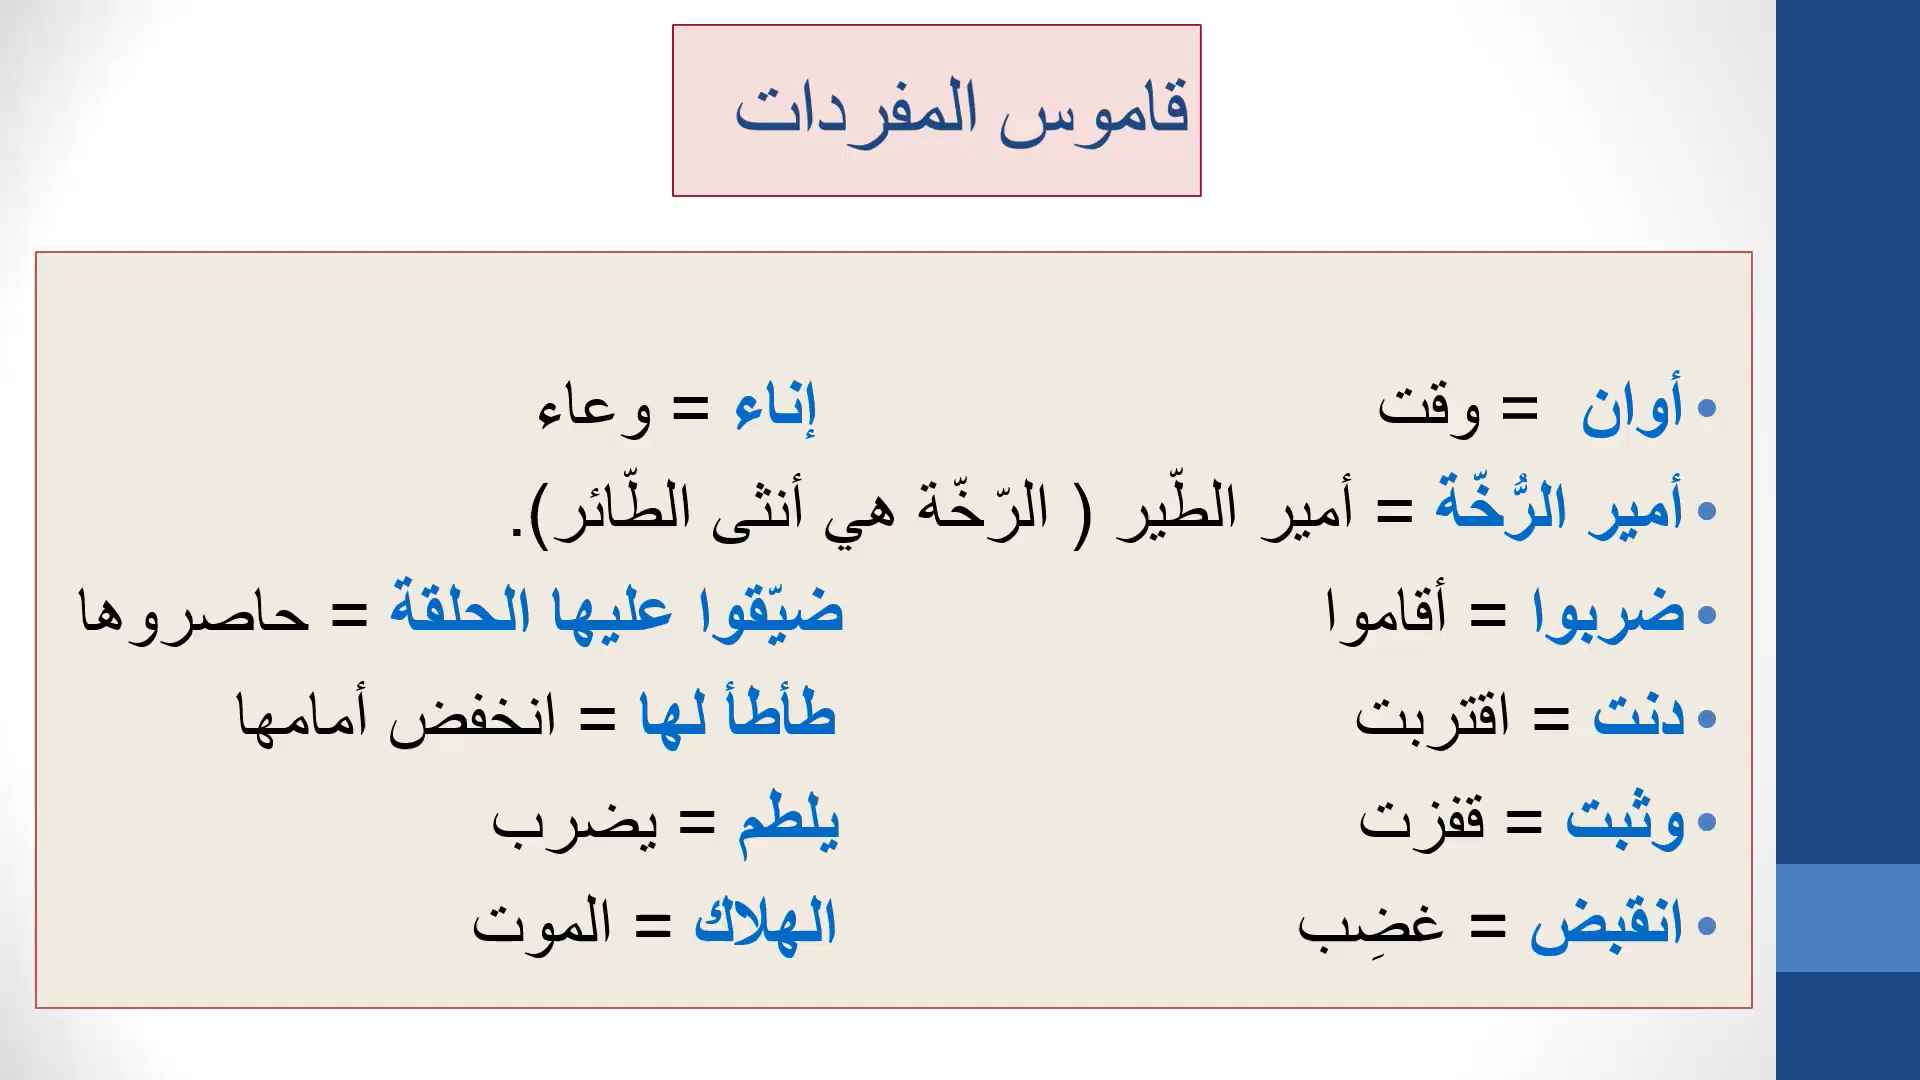 قاموس المفردات
• أوان = وقت إناء = وعاء
• أمير الرُّخّة = أمير الطّير ( الرّخّة هي أنثى الطّائر).
• ضربوا = أقاموا ضيّقوا عليها الحلقة = حاصروها
• دنت = اقتربت طأطأ لها = انخفض أمامها
• وثبت = قفزت يلطم = يضرب
• انقبض = غضِب الهلاك = الموت